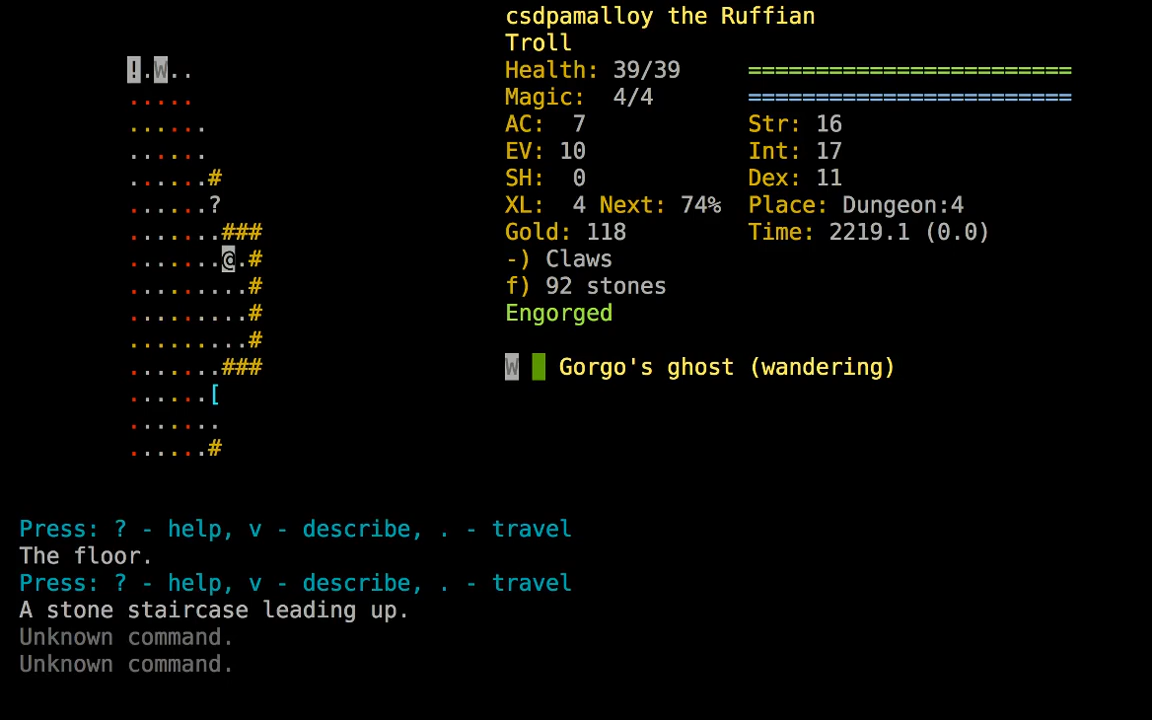 csdpamalloy the Ruffian
Troll
!.W.. Health: 39/39 ========================
..... Magic:  4/4 ========================
...... AC:  7 Str: 16
...... EV: 10 Int: 17
......# SH:  0 Dex: 11
......? XL:  4 Next: 74% Place: Dungeon:4
.......### Gold: 118 Time: 2219.1 (0.0)
.......@.# -) Claws
.........# f) 92 stones
.........# Engorged
.........#
.......### W Gorgo's ghost (wandering)
......[
.......
......#
Press: ? - help, v - describe, . - travel
The floor.
Press: ? - help, v - describe, . - travel
A stone staircase leading up.
Unknown command.
Unknown command.